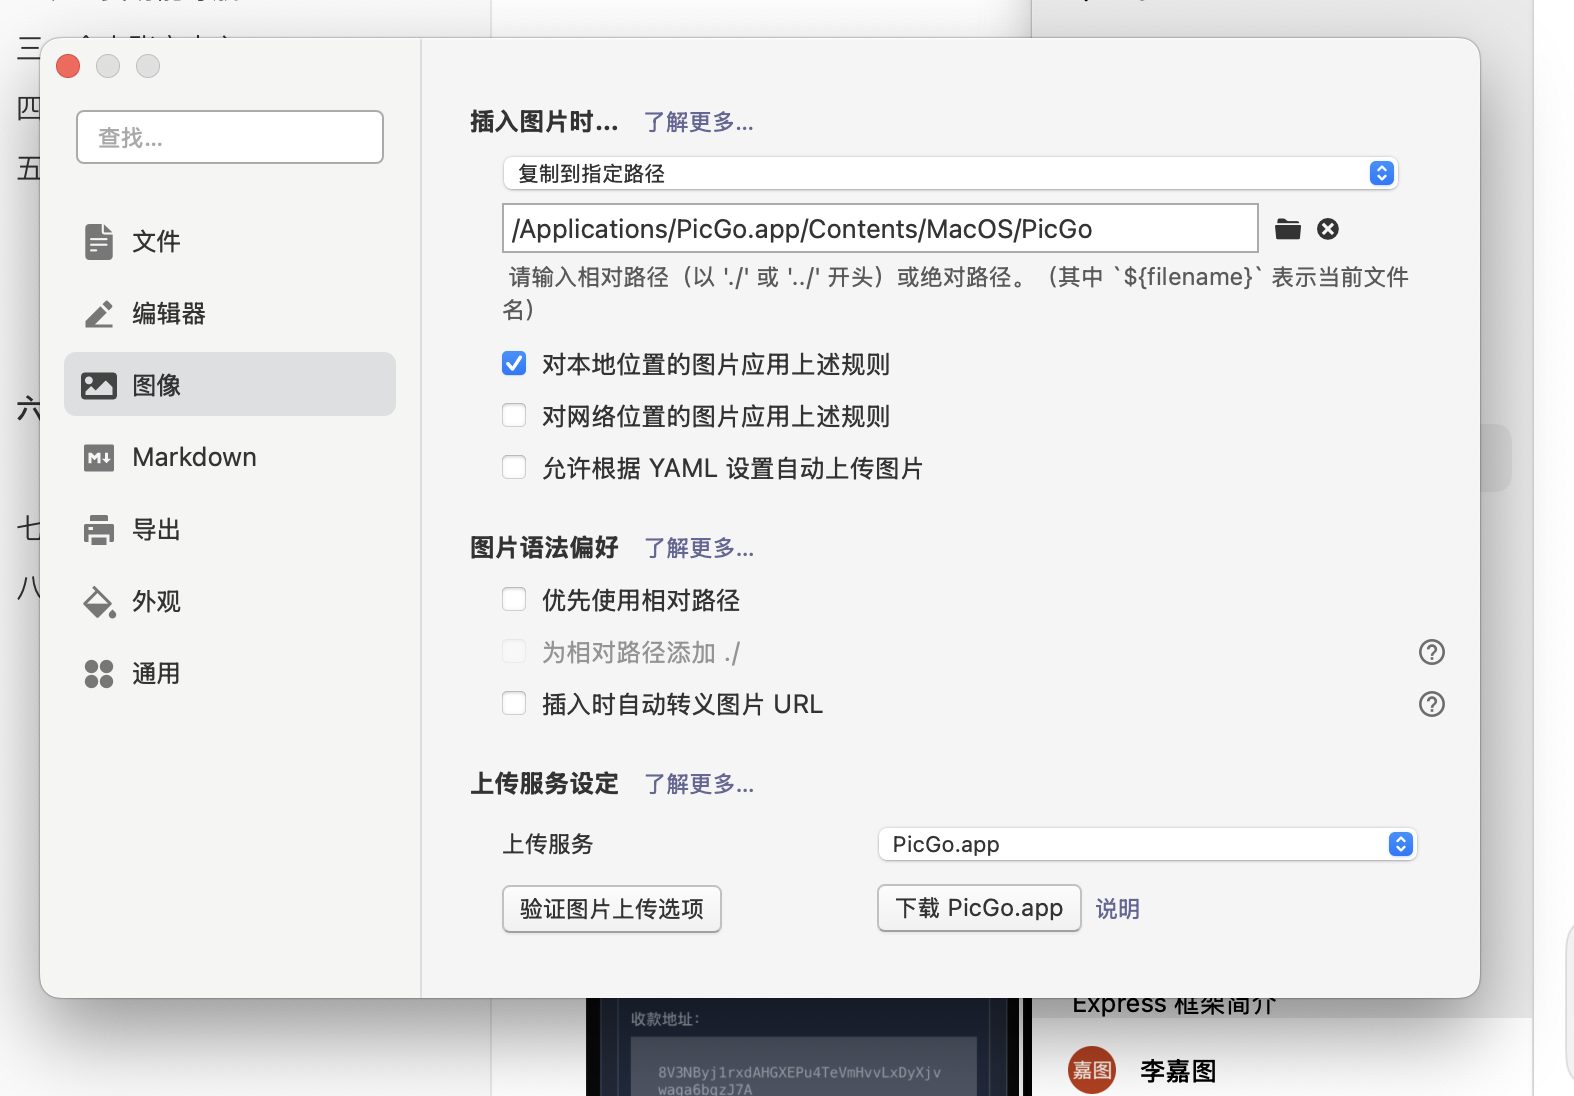 三
四
五
六
七
八
查找...
文件
编辑器
图像
Markdown
导出
外观
通用
插入图片时... 了解更多...
复制到指定路径
/Applications/PicGo.app/Contents/MacOS/PicGo
请输入相对路径（以 './' 或 '../' 开头）或绝对路径。（其中 `${filename}` 表示当前文件
名）
对本地位置的图片应用上述规则
对网络位置的图片应用上述规则
允许根据 YAML 设置自动上传图片
图片语法偏好 了解更多...
优先使用相对路径
为相对路径添加 ./
插入时自动转义图片 URL
上传服务设定 了解更多...
上传服务 PicGo.app
验证图片上传选项 下载 PicGo.app 说明
收款地址：
8V3NByj1rxdAHGXEPu4TeVmHvvLxDyXjv
waga6bgzJ7A
Express 框架简介
嘉图 李嘉图